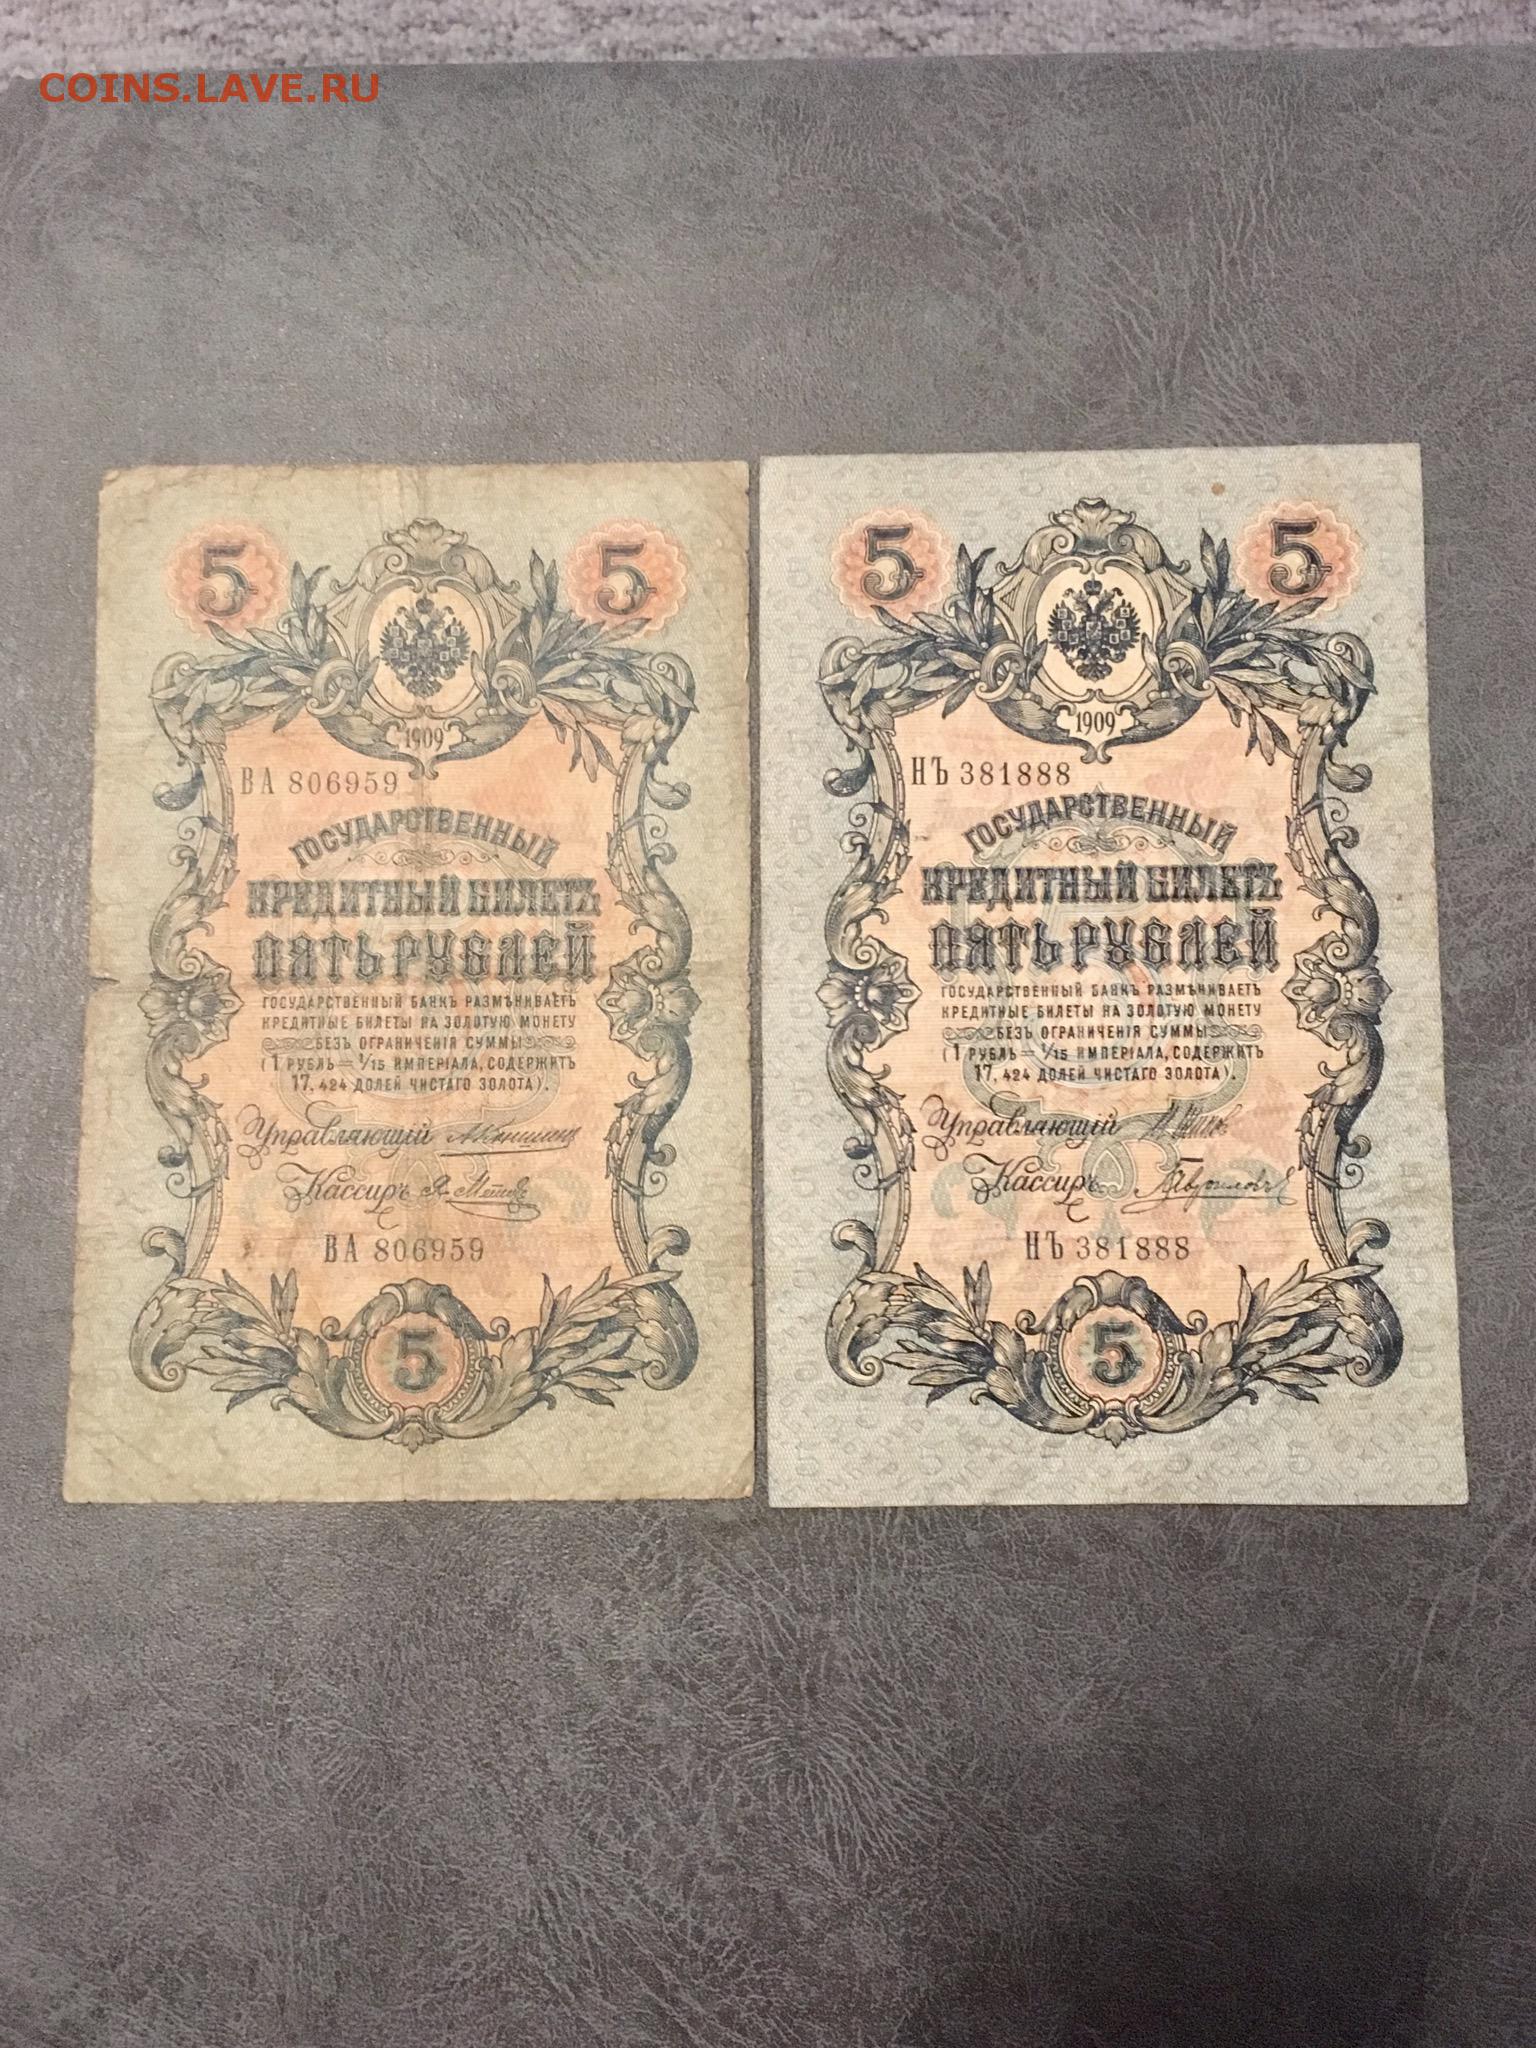 COINS.LAVE.RU
5 5
1909
ВА 806959
ГОСУДАРСТВЕННЫЙ
КРЕДИТНЫЙ БИЛЕТЪ
ПЯТЬ РУБЛЕЙ
ГОСУДАРСТВЕННЫЙ БАНКЪ РАЗМѢНИВАЕТЪ
КРЕДИТНЫЕ БИЛЕТЫ НА ЗОЛОТУЮ МОНЕТУ
БЕЗЪ ОГРАНИЧЕНІЯ СУММЫ
(1 РУБЛЬ = 1/15 ИМПЕРІАЛА, СОДЕРЖИТЪ
17,424 ДОЛЕЙ ЧИСТАГО ЗОЛОТА).
Управляющій
Кассиръ
ВА 806959
5
5 5
1909
НЪ 381888
ГОСУДАРСТВЕННЫЙ
КРЕДИТНЫЙ БИЛЕТЪ
ПЯТЬ РУБЛЕЙ
ГОСУДАРСТВЕННЫЙ БАНКЪ РАЗМѢНИВАЕТЪ
КРЕДИТНЫЕ БИЛЕТЫ НА ЗОЛОТУЮ МОНЕТУ
БЕЗЪ ОГРАНИЧЕНІЯ СУММЫ
(1 РУБЛЬ = 1/15 ИМПЕРІАЛА, СОДЕРЖИТЪ
17,424 ДОЛЕЙ ЧИСТАГО ЗОЛОТА).
Управляющій
Кассиръ
НЪ 381888
5